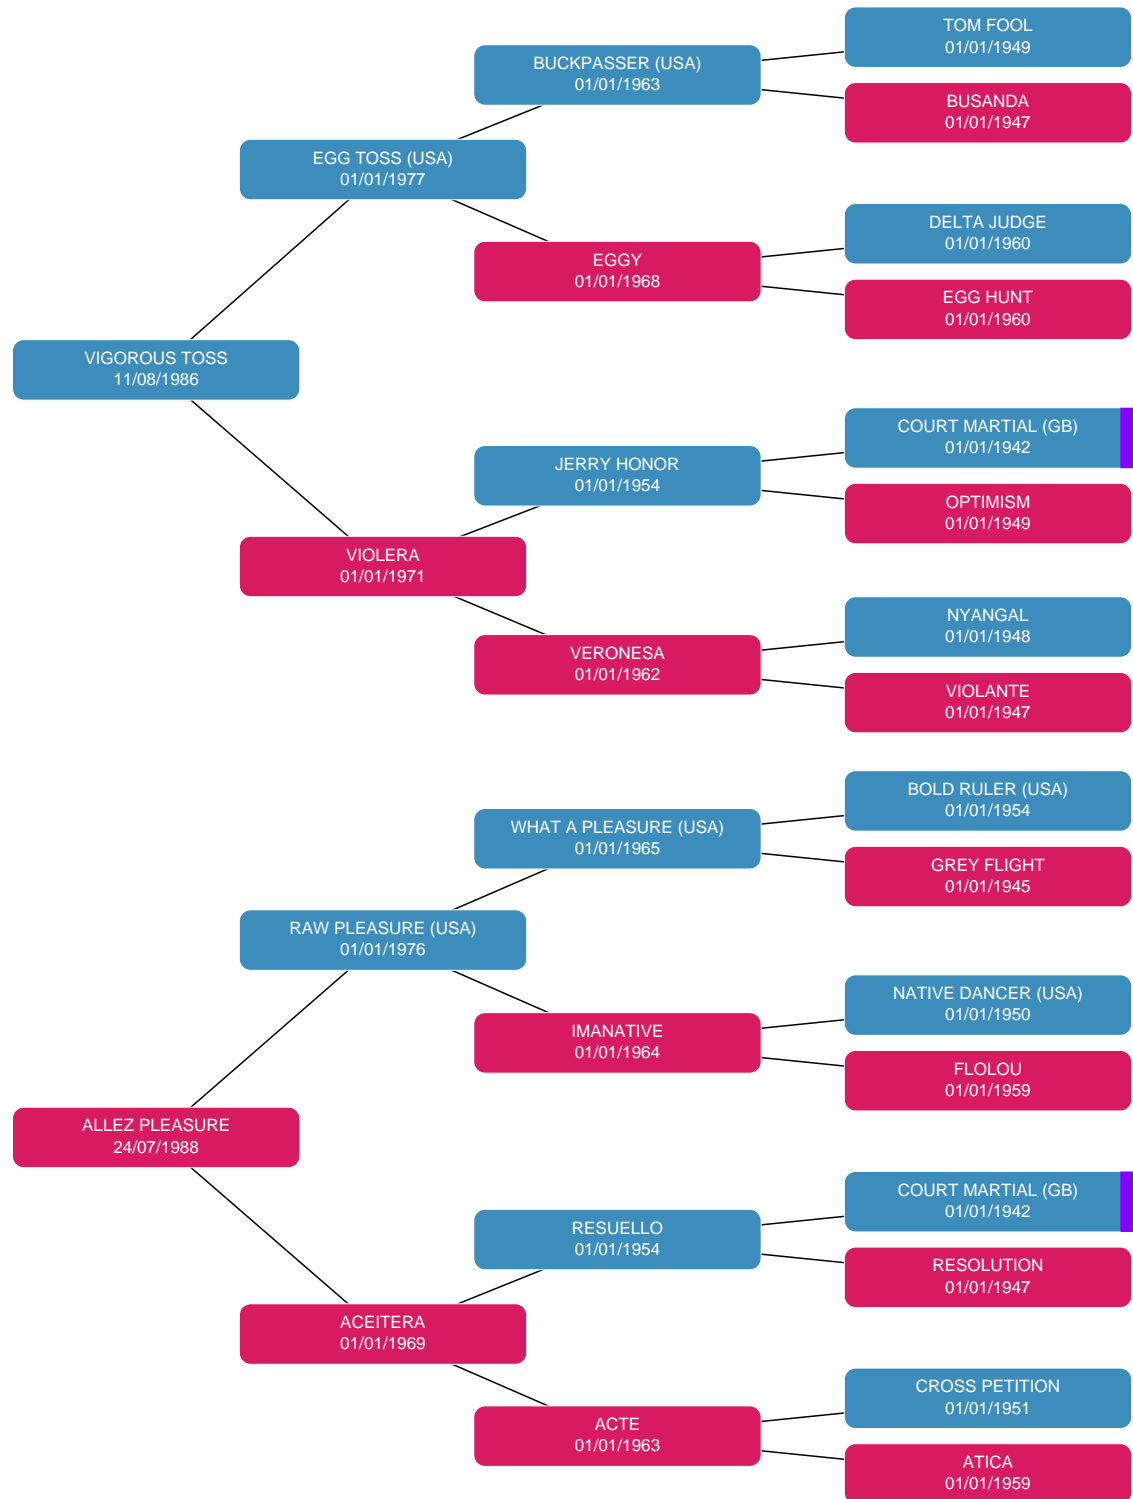 TOM FOOL
01/01/1949
BUCKPASSER (USA)
01/01/1963
BUSANDA
01/01/1947
EGG TOSS (USA)
01/01/1977
DELTA JUDGE
01/01/1960
EGGY
01/01/1968
EGG HUNT
01/01/1960
VIGOROUS TOSS
11/08/1986
COURT MARTIAL (GB)
01/01/1942
JERRY HONOR
01/01/1954
OPTIMISM
01/01/1949
VIOLERA
01/01/1971
NYANGAL
01/01/1948
VERONESA
01/01/1962
VIOLANTE
01/01/1947
BOLD RULER (USA)
01/01/1954
WHAT A PLEASURE (USA)
01/01/1965
GREY FLIGHT
01/01/1945
RAW PLEASURE (USA)
01/01/1976
NATIVE DANCER (USA)
01/01/1950
IMANATIVE
01/01/1964
FLOLOU
01/01/1959
ALLEZ PLEASURE
24/07/1988
COURT MARTIAL (GB)
01/01/1942
RESUELLO
01/01/1954
RESOLUTION
01/01/1947
ACEITERA
01/01/1969
CROSS PETITION
01/01/1951
ACTE
01/01/1963
ATICA
01/01/1959